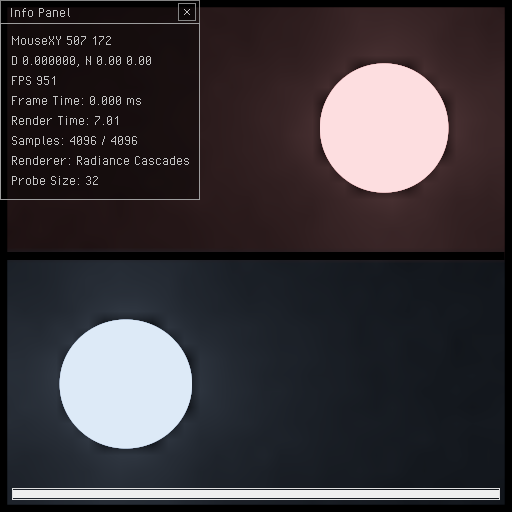 Info Panel
MouseXY 507 172
D 0.000000, N 0.00 0.00
FPS 951
Frame Time: 0.000 ms
Render Time: 7.01
Samples: 4096 / 4096
Renderer: Radiance Cascades
Probe Size: 32